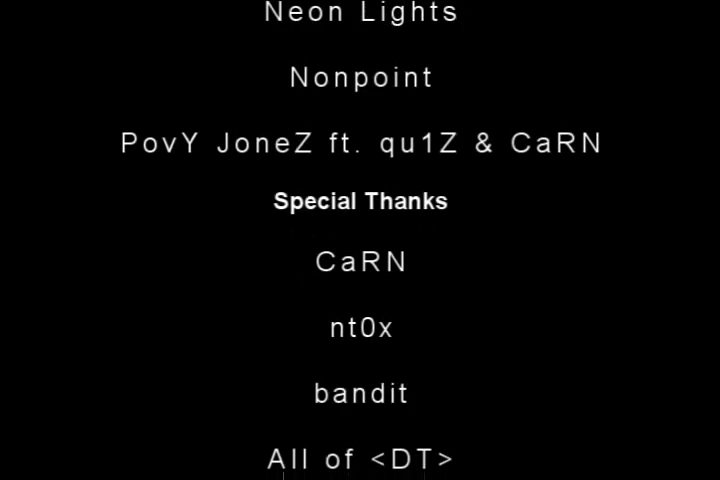 Neon Lights
Nonpoint
PovY JoneZ ft. qu1Z & CaRN
Special Thanks
CaRN
nt0x
bandit
All of <DT>